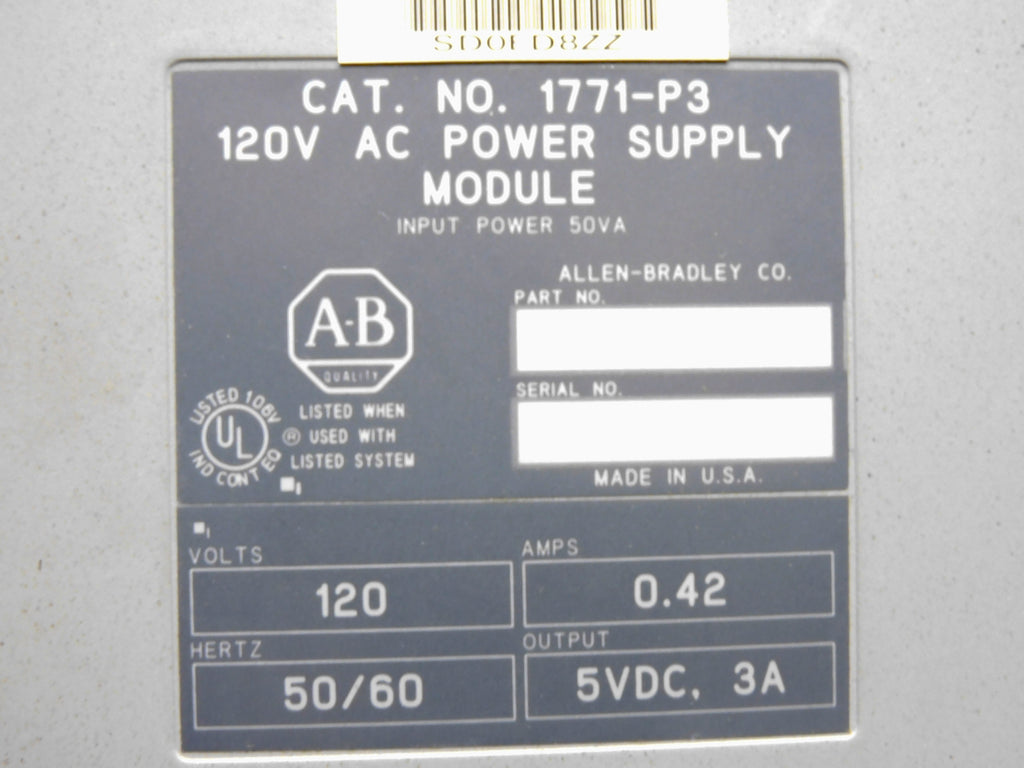 SD0FD8ZZ
CAT. NO. 1771-P3
120V AC POWER SUPPLY
MODULE
INPUT POWER 50VA
ALLEN-BRADLEY CO.
PART NO.
A-B
QUALITY
SERIAL NO.
LISTED 106V
UL
IND CONT EQ
LISTED WHEN
® USED WITH
LISTED SYSTEM
MADE IN U.S.A.
VOLTS
120
AMPS
0.42
HERTZ
50/60
OUTPUT
5VDC, 3A